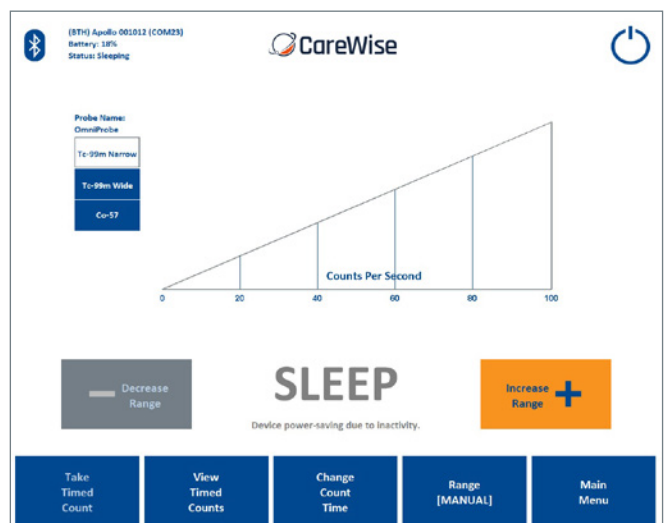 (BTH) Apollo 001012 (COM23)
Battery: 18%
Status: Sleeping
CareWise
Probe Name:
OmniProbe
Tc-99m Narrow
Tc-99m Wide
Co-57
Counts Per Second
0 20 40 60 80 100
Decrease
Range
SLEEP
Device power-saving due to inactivity.
Increase
Range
Take
Timed
Count
View
Timed
Counts
Change
Count
Time
Range
[MANUAL]
Main
Menu